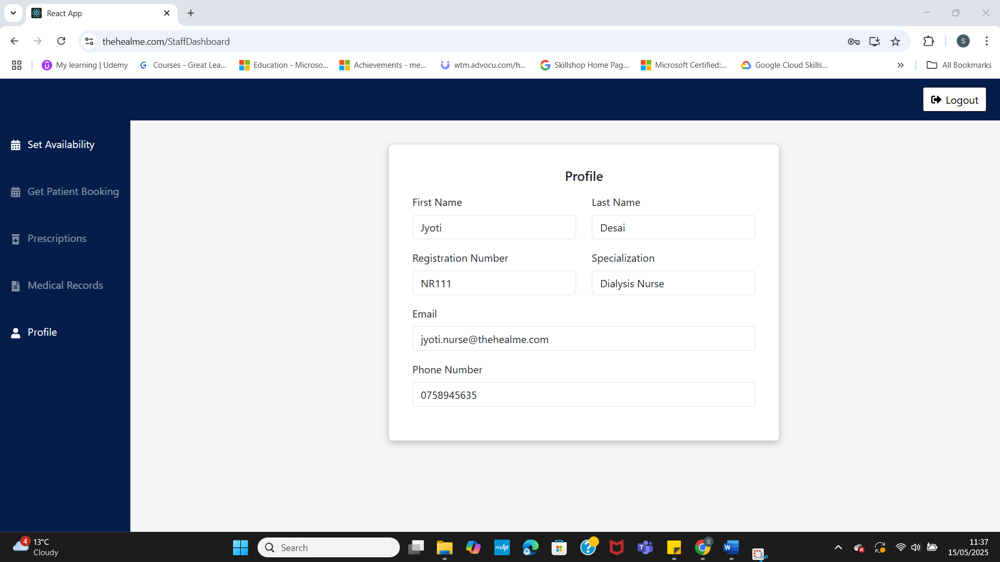 React App
thehealme.com/StaffDashboard
S
My learning | Udemy
Courses - Great Lea...
Education - Microso...
Achievements - me...
wtm.advocu.com/h...
Skillshop Home Pag...
Microsoft Certified:...
Google Cloud Skills...
All Bookmarks
Logout
Set Availability
Get Patient Booking
Prescriptions
Medical Records
Profile
Profile
First Name
Last Name
Jyoti
Desai
Registration Number
Specialization
NR111
Dialysis Nurse
Email
jyoti.nurse@thehealme.com
Phone Number
0758945635
4
13°C
Cloudy
Search
myhp
S
11:37
15/05/2025